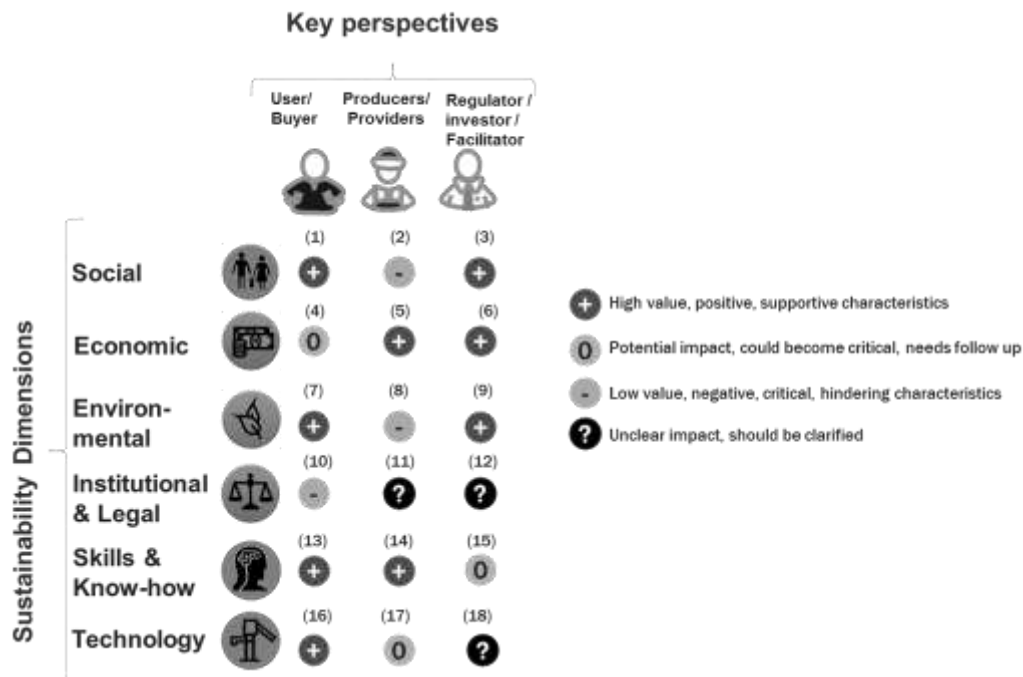 Key perspectives
User/
Buyer
Producers/
Providers
Regulator /
investor /
Facilitator
Sustainability Dimensions
(1)
(2)
(3)
Social
+
-
+
(4)
(5)
(6)
Economic
0
+
+
(7)
(8)
(9)
Environ-
mental
+
-
+
(10)
(11)
(12)
Institutional
& Legal
-
?
?
(13)
(14)
(15)
Skills &
Know-how
+
+
0
(16)
(17)
(18)
Technology
+
0
?
+ High value, positive, supportive characteristics
0 Potential impact, could become critical, needs follow up
- Low value, negative, critical, hindering characteristics
? Unclear impact, should be clarified